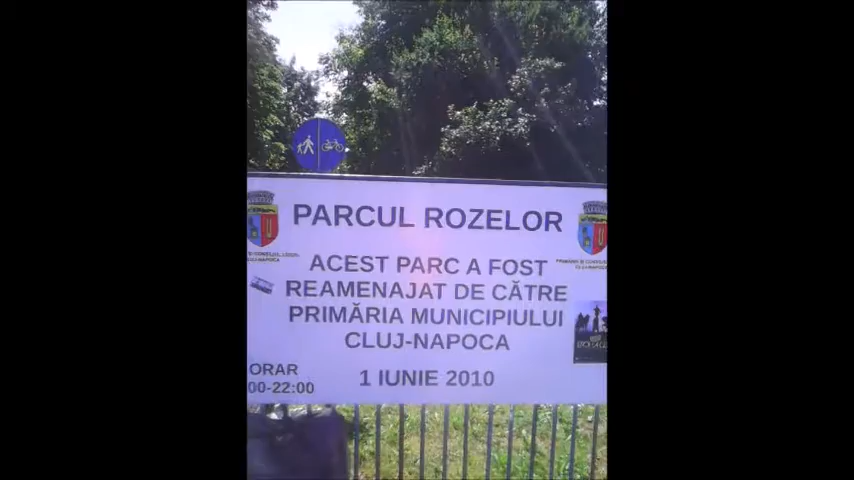 PARCUL ROZELOR
ACEST PARC A FOST
REAMENAJAT DE CĂTRE
PRIMĂRIA MUNICIPIULUI
CLUJ-NAPOCA
1 IUNIE 2010
ORAR
00-22:00